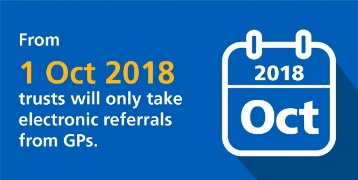 From
1 Oct 2018
trusts will only take
electronic referrals
from GPs.
2018
Oct